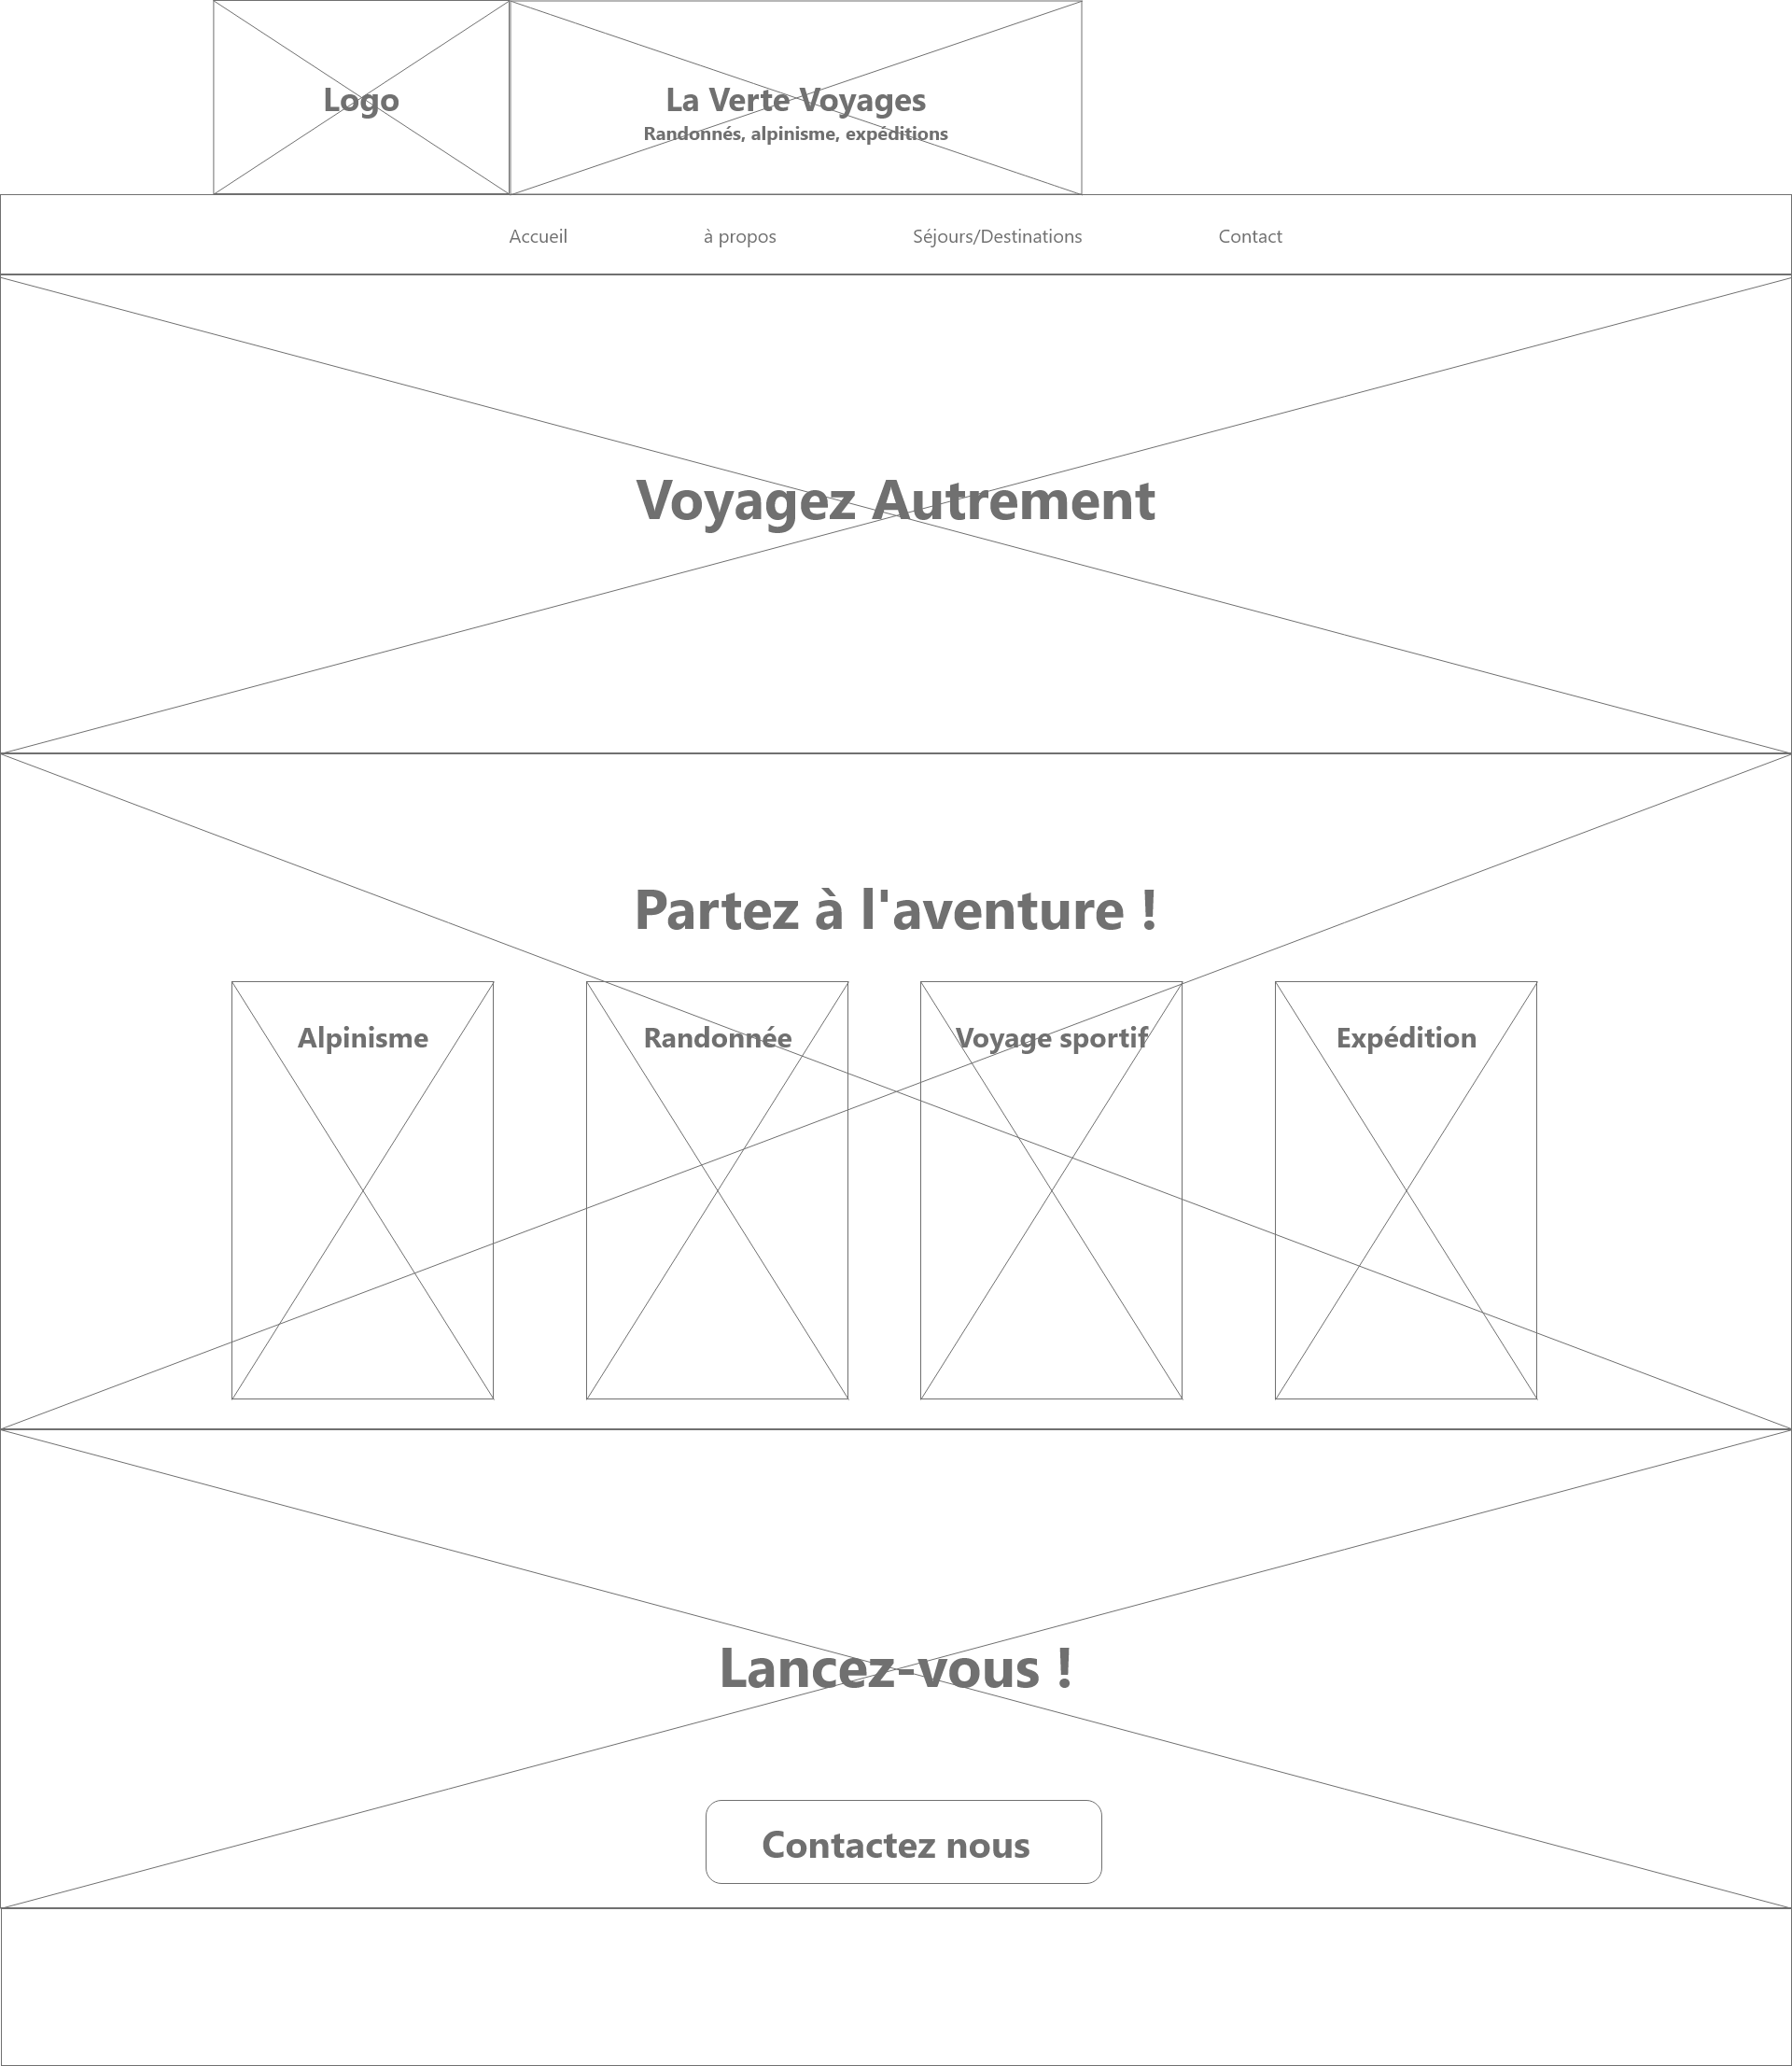 Logo
La Verte Voyages
Randonnés, alpinisme, expéditions
Accueil à propos Séjours/Destinations Contact
Voyagez Autrement
Partez à l'aventure !
Alpinisme Randonnée Voyage sportif Expédition
Lancez-vous !
Contactez nous